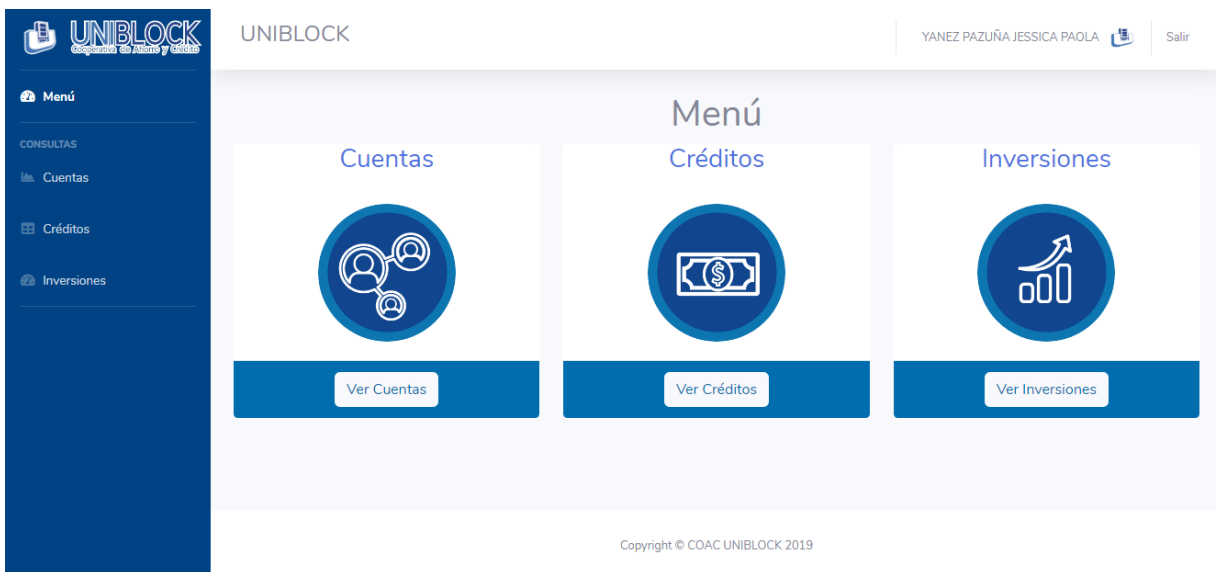 UNIBLOCK
Cooperativa de Ahorro y Crédito
UNIBLOCK
YANEZ PAZUÑA JESSICA PAOLA
Salir
Menú
CONSULTAS
Cuentas
Créditos
Inversiones
Menú
Cuentas
Créditos
Inversiones
$
Ver Cuentas
Ver Créditos
Ver Inversiones
Copyright © COAC UNIBLOCK 2019